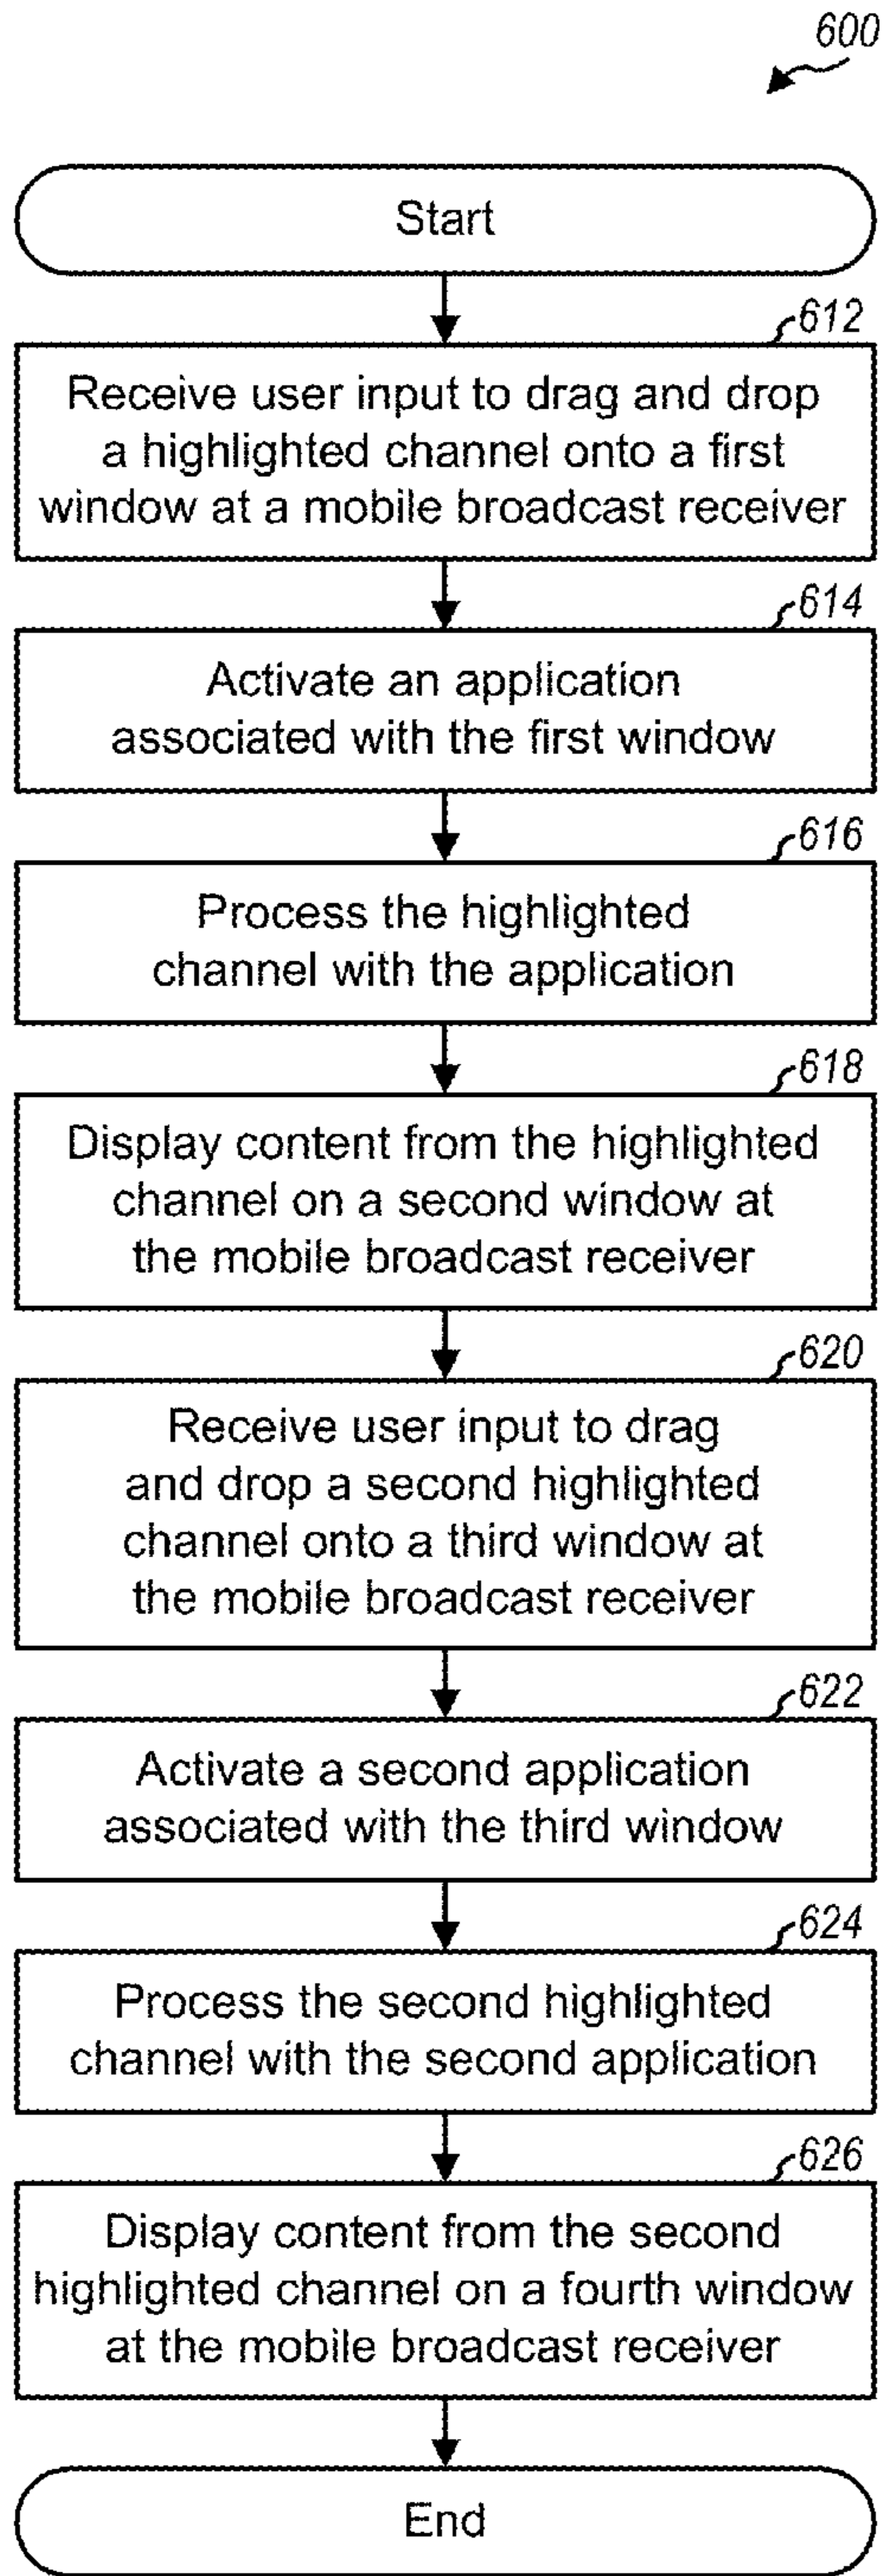 600
Start
612
Receive user input to drag and drop
a highlighted channel onto a first
window at a mobile broadcast receiver
614
Activate an application
associated with the first window
616
Process the highlighted
channel with the application
618
Display content from the highlighted
channel on a second window at
the mobile broadcast receiver
620
Receive user input to drag
and drop a second highlighted
channel onto a third window at
the mobile broadcast receiver
622
Activate a second application
associated with the third window
624
Process the second highlighted
channel with the second application
626
Display content from the second
highlighted channel on a fourth window
at the mobile broadcast receiver
End